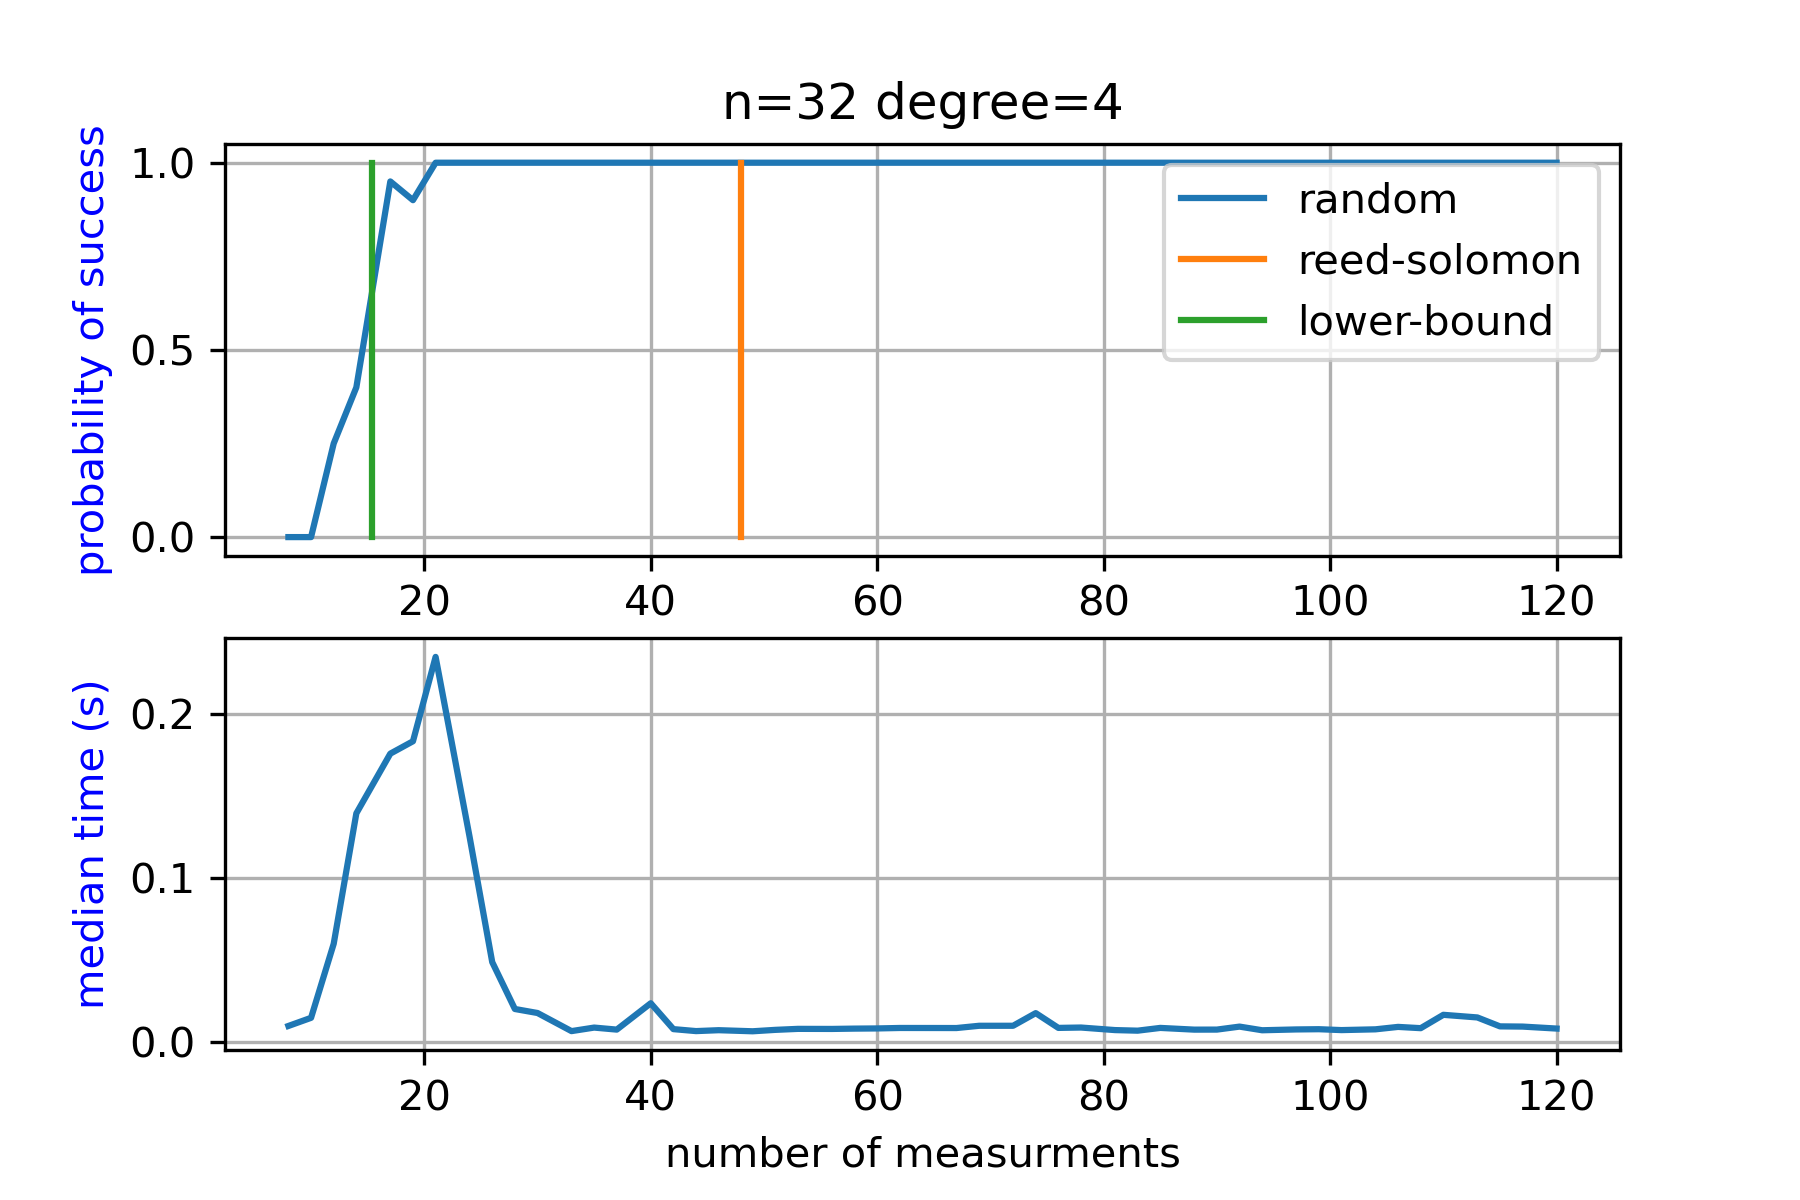 n=32 degree=4
probability of success
1.0
0.5
0.0
random
reed-solomon
lower-bound
20 40 60 80 100 120
median time (s)
0.2
0.1
0.0
20 40 60 80 100 120
number of measurments